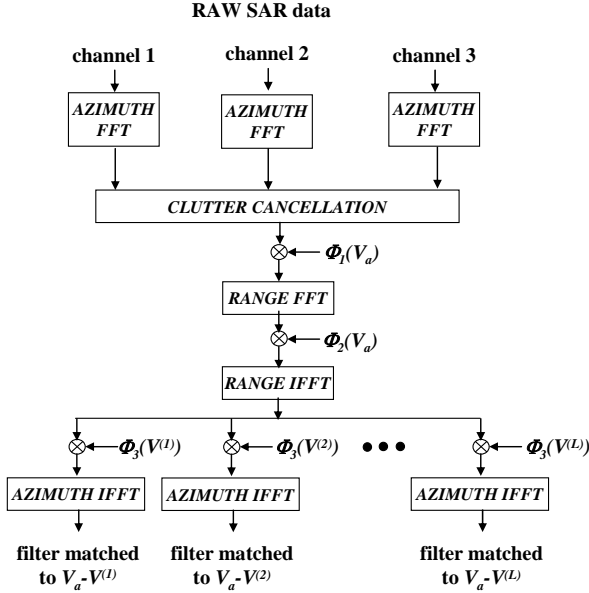 RAW SAR data
channel 1 channel 2 channel 3
AZIMUTH FFT AZIMUTH FFT AZIMUTH FFT
CLUTTER CANCELLATION
Φ₁(Vₐ)
RANGE FFT
Φ₂(Vₐ)
RANGE IFFT
Φ₃(V⁽¹⁾) Φ₃(V⁽²⁾) ••• Φ₃(V⁽ᴸ⁾)
AZIMUTH IFFT AZIMUTH IFFT AZIMUTH IFFT
filter matched filter matched filter matched
to Vₐ-V⁽¹⁾ to Vₐ-V⁽²⁾ to Vₐ-V⁽ᴸ⁾